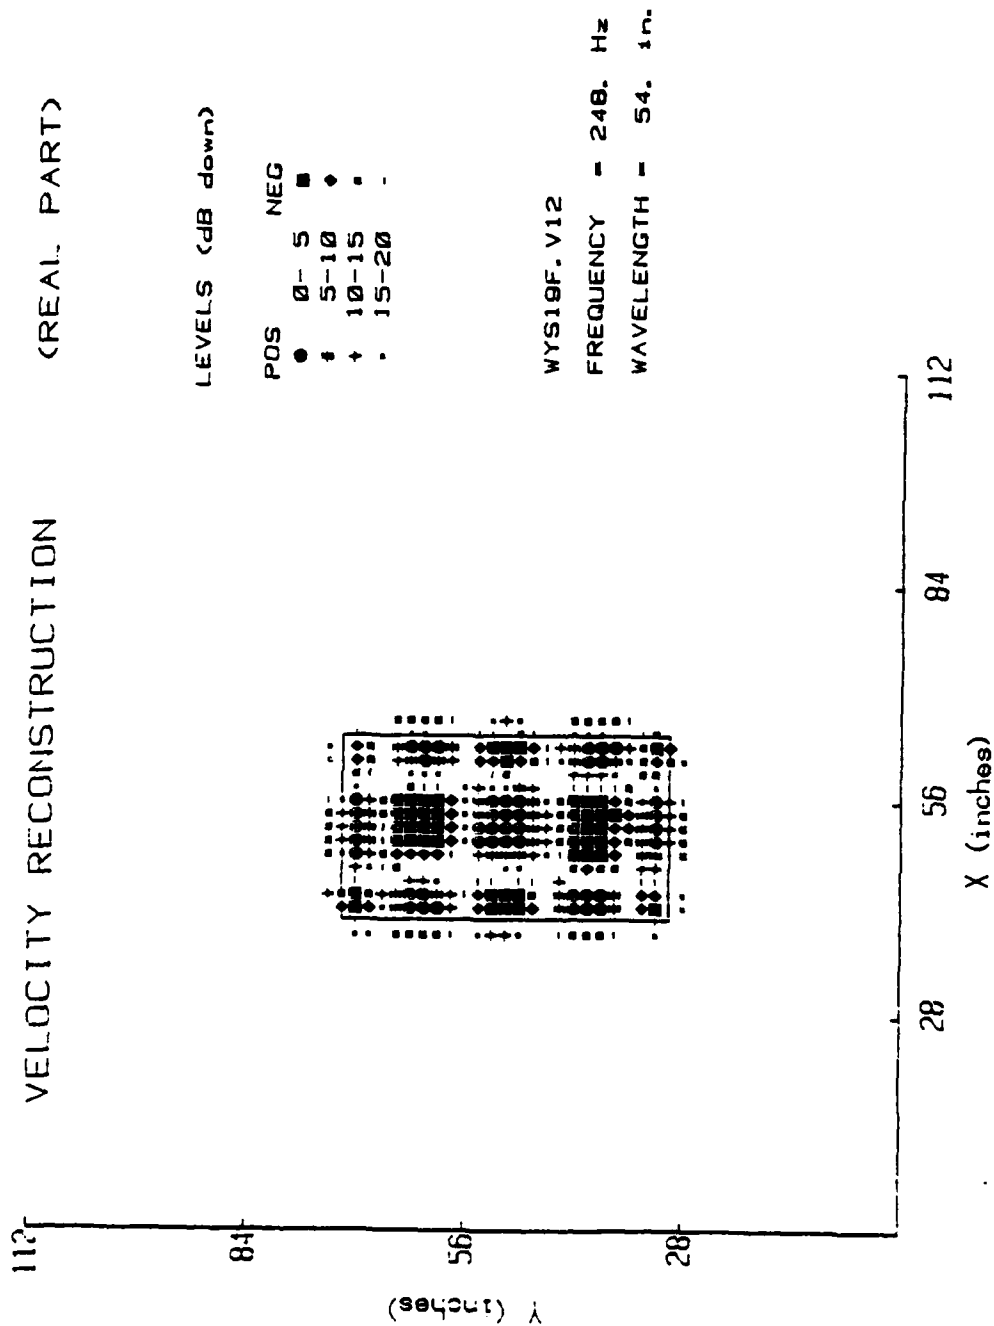 VELOCITY RECONSTRUCTION (REAL PART)
LEVELS (dB down)
POS NEG
● 0- 5 ■
# 5-10 ◆
+ 10-15 ▪
· 15-20 -
WYS19F.V12
FREQUENCY = 248. Hz
WAVELENGTH = 54. in.
Y (inches)
112
84
56
28
28
56
84
112
X (inches)